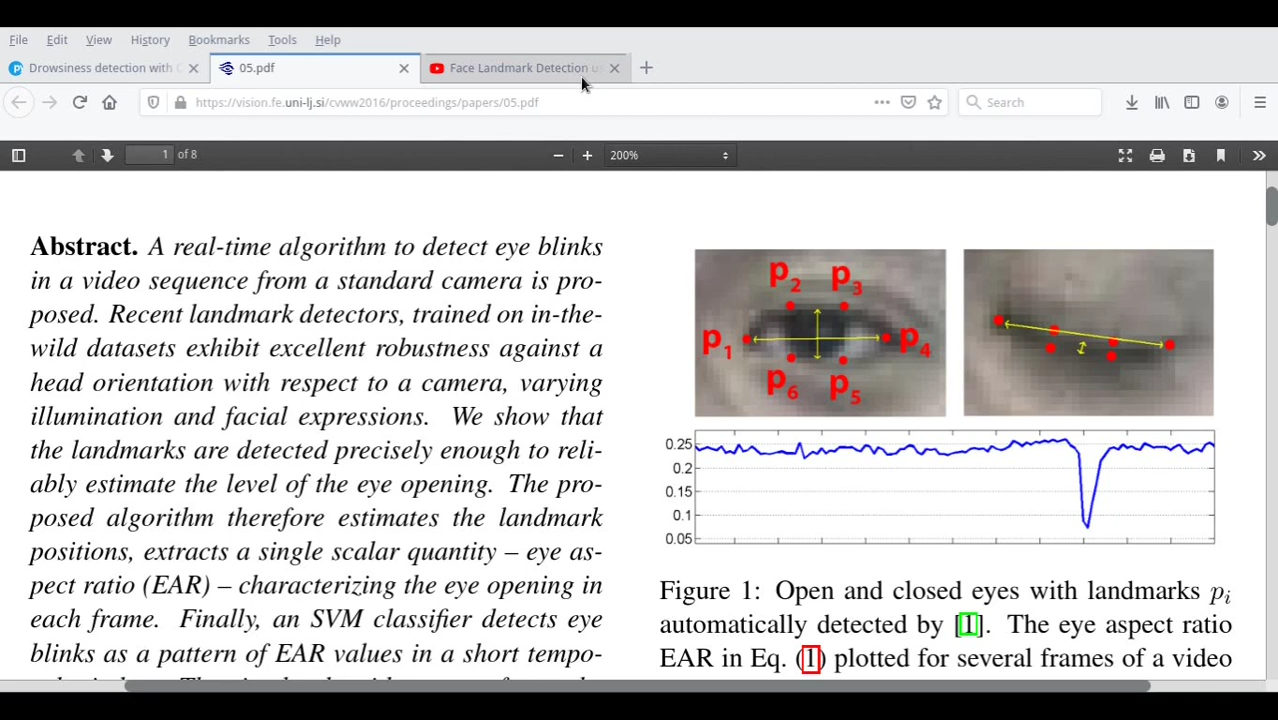 File Edit View History Bookmarks Tools Help
Drowsiness detection with
05.pdf
Face Landmark Detection
https://vision.fe.uni-lj.si/cvww2016/proceedings/papers/05.pdf
Search
1 of 8
200%
Abstract. A real-time algorithm to detect eye blinks
in a video sequence from a standard camera is pro-
posed. Recent landmark detectors, trained on in-the-
wild datasets exhibit excellent robustness against a
head orientation with respect to a camera, varying
illumination and facial expressions. We show that
the landmarks are detected precisely enough to reli-
ably estimate the level of the eye opening. The pro-
posed algorithm therefore estimates the landmark
positions, extracts a single scalar quantity – eye as-
pect ratio (EAR) – characterizing the eye opening in
each frame. Finally, an SVM classifier detects eye
blinks as a pattern of EAR values in a short tempo-
p2 p3
p1 p4
p6 p5
0.25
0.2
0.15
0.1
0.05
Figure 1: Open and closed eyes with landmarks pi
automatically detected by [1]. The eye aspect ratio
EAR in Eq. (1) plotted for several frames of a video